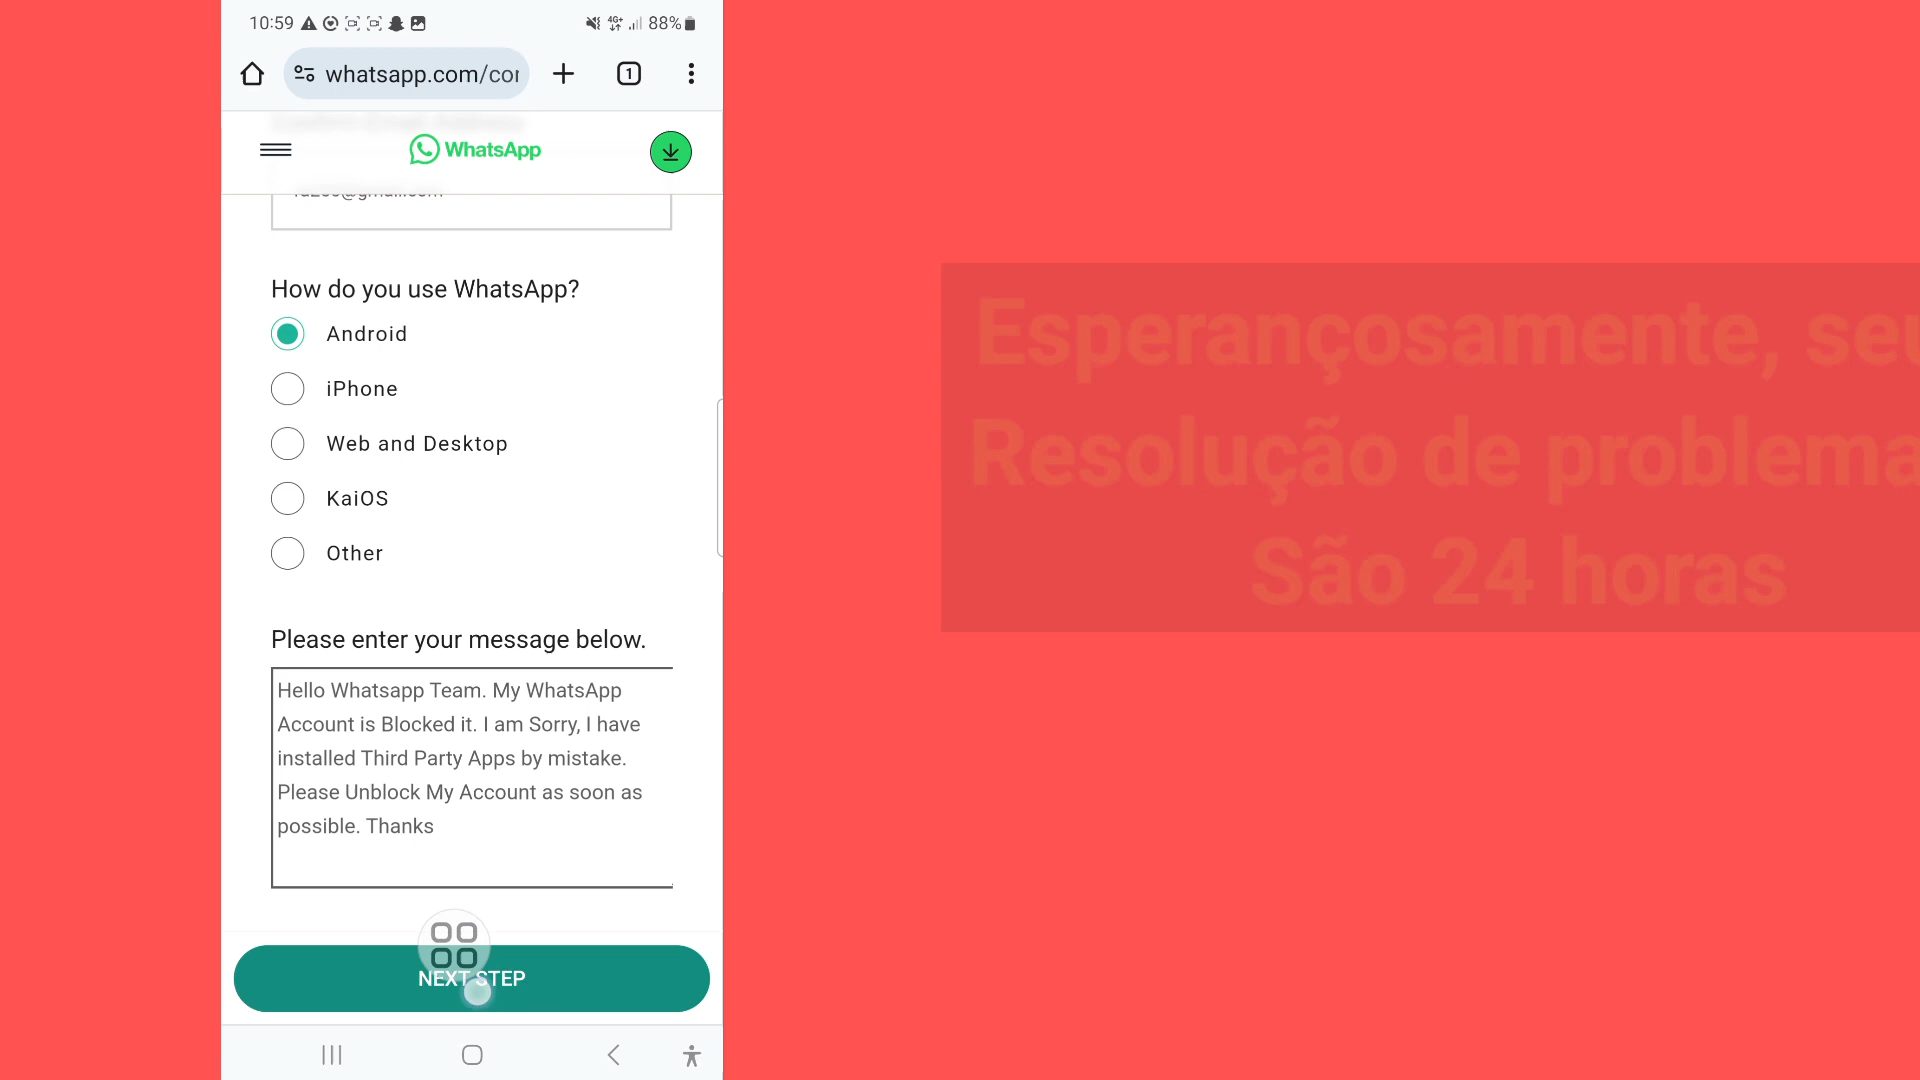 10:59
4G+
88%
whatsapp.com/cor
1
WhatsApp
How do you use WhatsApp?
Android
iPhone
Web and Desktop
KaiOS
Other
Please enter your message below.
Hello Whatsapp Team. My WhatsApp
Account is Blocked it. I am Sorry, I have
installed Third Party Apps by mistake.
Please Unblock My Account as soon as
possible. Thanks
NEXT STEP
Esperançosamente, seu
Resolução de problema
São 24 horas